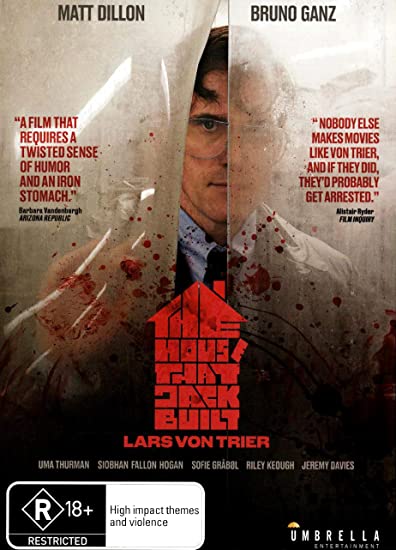 MATT DILLON
BRUNO GANZ
"A FILM THAT
REQUIRES A
TWISTED SENSE
OF HUMOR
AND AN IRON
STOMACH."
Barbara Vandenburgh
ARIZONA REPUBLIC
"NOBODY ELSE
MAKES MOVIES
LIKE VON TRIER,
AND IF THEY DID,
THEY'D PROBABLY
GET ARRESTED."
Alistair Ryder
FILM INQUIRY
THE
HOUSE
THAT
JACK
BUILT
LARS VON TRIER
UMA THURMAN SIOBHAN FALLON HOGAN SOFIE GRÅBØL RILEY KEOUGH JEREMY DAVIES
R 18+
RESTRICTED
High impact themes
and violence
UMBRELLA
ENTERTAINMENT